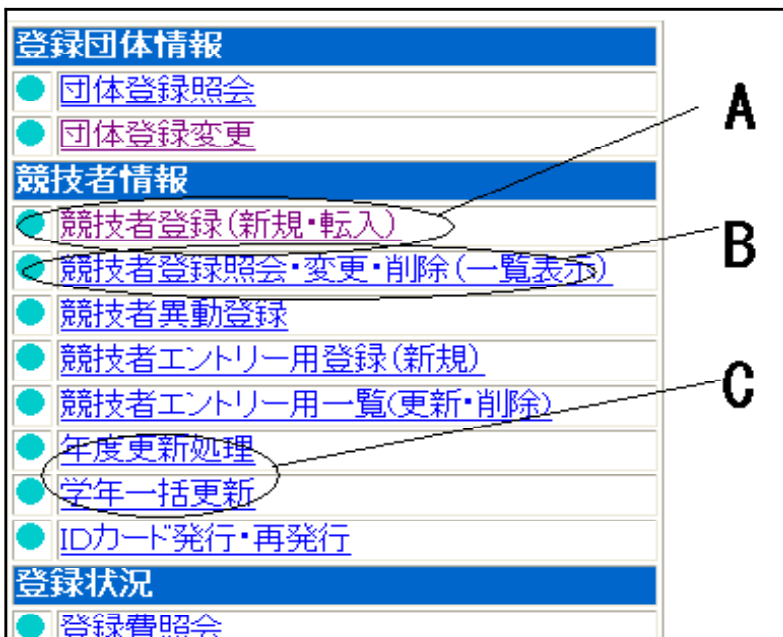 登録団体情報
団体登録照会
団体登録変更
A
競技者情報
競技者登録(新規・転入)
B
競技者登録照会・変更・削除(一覧表示)
競技者異動登録
競技者エントリー用登録(新規)
競技者エントリー用一覧(更新・削除)
C
年度更新処理
学年一括更新
IDカード発行・再発行
登録状況
登録費照会